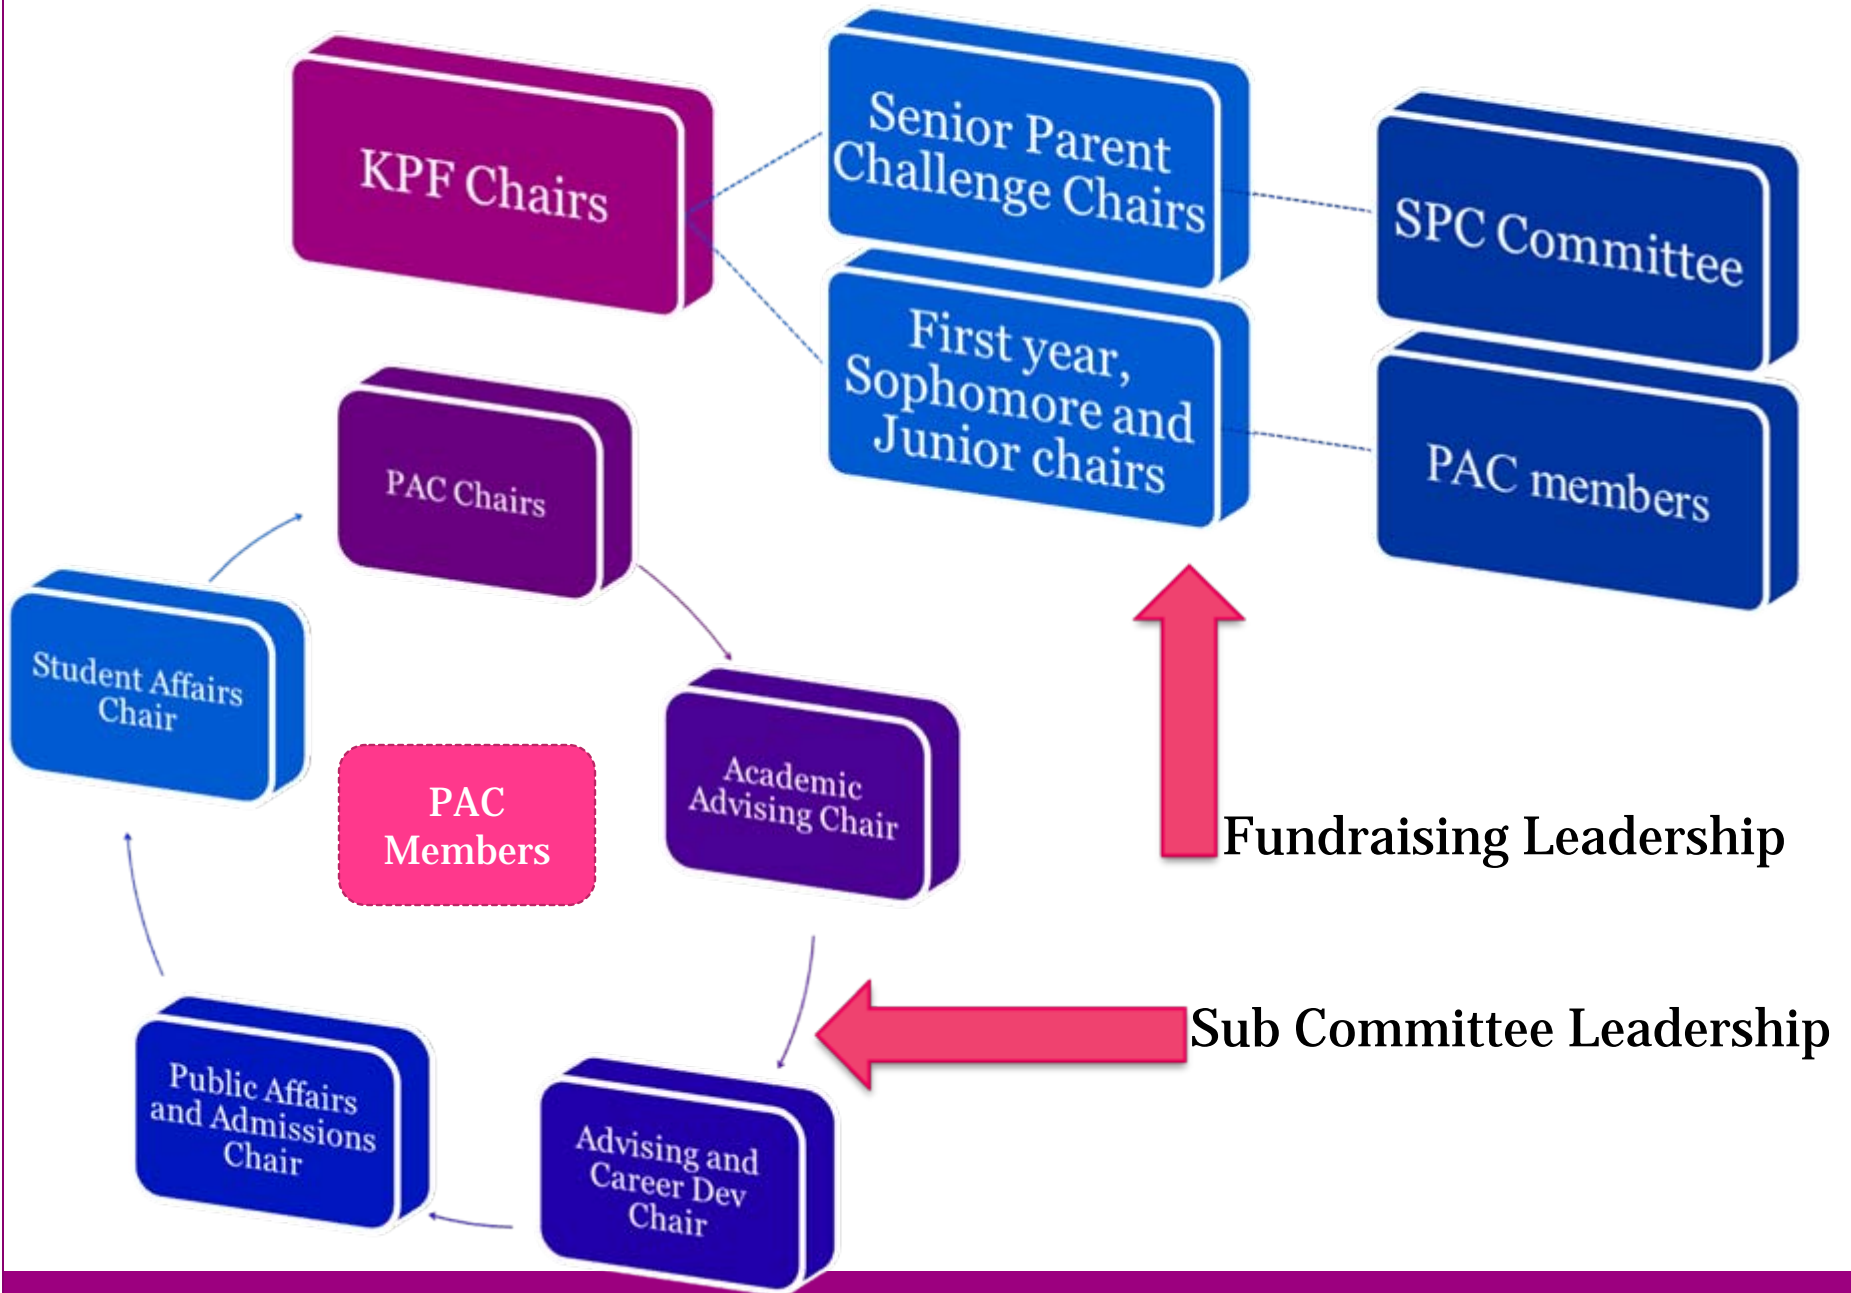 KPF Chairs
Senior Parent
Challenge Chairs
SPC Committee
First year,
Sophomore and
Junior chairs
PAC members
PAC Chairs
Student Affairs
Chair
Academic
Advising Chair
PAC
Members
Fundraising Leadership
Sub Committee Leadership
Public Affairs
and Admissions
Chair
Advising and
Career Dev
Chair